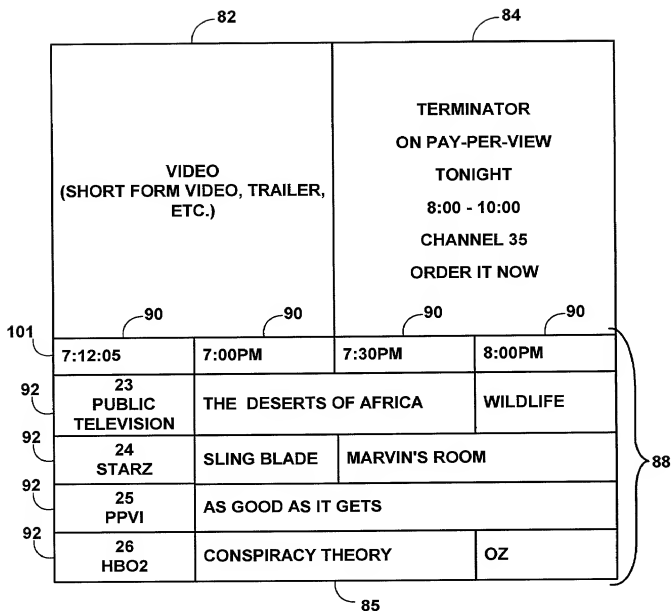 82
84
VIDEO
(SHORT FORM VIDEO, TRAILER,
ETC.)
TERMINATOR
ON PAY-PER-VIEW
TONIGHT
8:00 - 10:00
CHANNEL 35
ORDER IT NOW
90 90 90 90
101
7:12:05 7:00PM 7:30PM 8:00PM
92
23
PUBLIC
TELEVISION
THE DESERTS OF AFRICA WILDLIFE
92
24
STARZ
SLING BLADE MARVIN'S ROOM
88
92
25
PPVI
AS GOOD AS IT GETS
92
26
HBO2
CONSPIRACY THEORY OZ
85